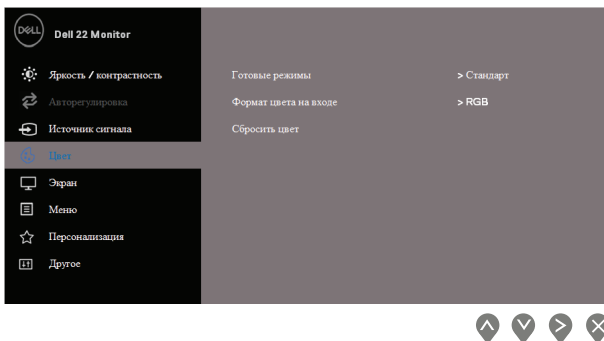 DELL Dell 22 Monitor
Яркость / контрастность Готовые режимы > Стандарт
Авторегулировка Формат цвета на входе > RGB
Источник сигнала Сбросить цвет
Цвет
Экран
Меню
Персонализация
Другое